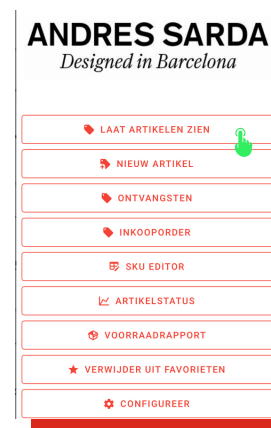 ANDRES SARDA
Designed in Barcelona
LAAT ARTIKELEN ZIEN
NIEUW ARTIKEL
ONTVANGSTEN
INKOOPORDER
SKU EDITOR
ARTIKELSTATUS
VOORRAADRAPPORT
VERWIJDER UIT FAVORIETEN
CONFIGUREER